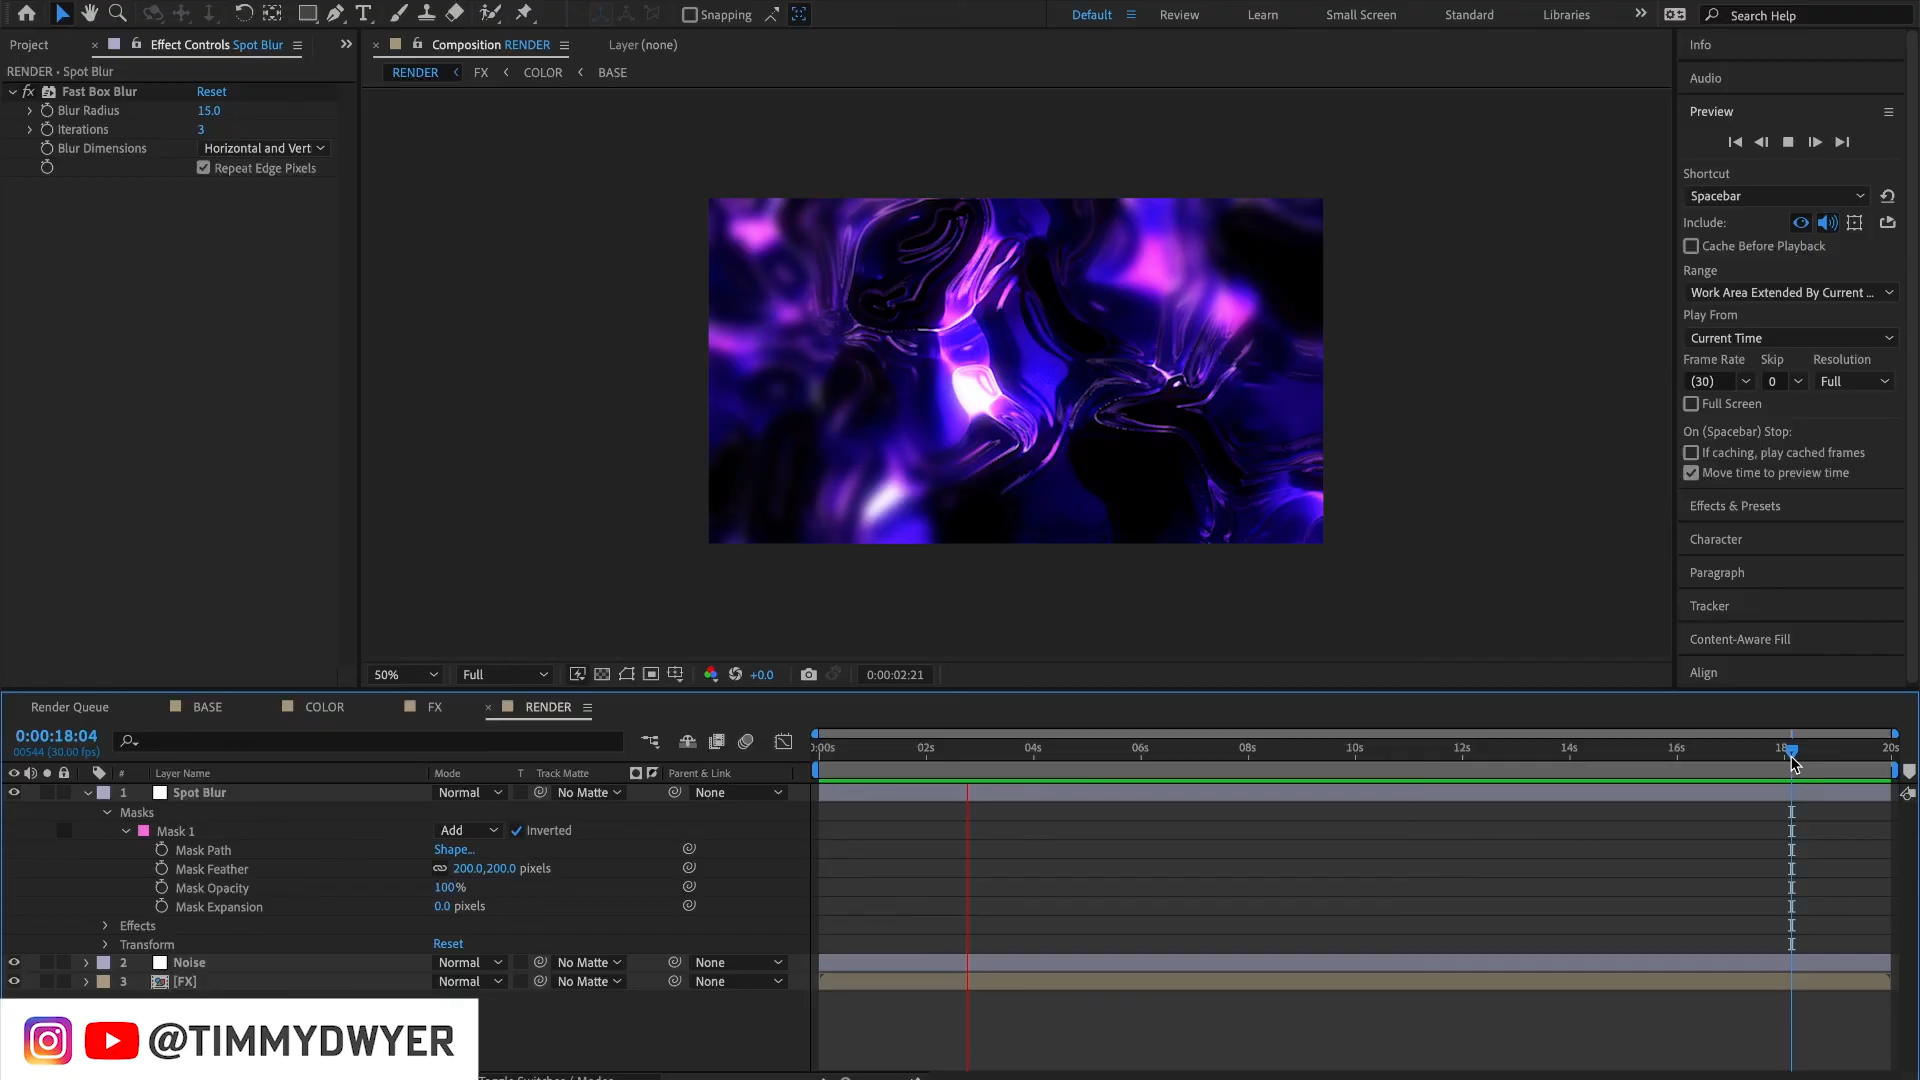 Snapping
Default
Review
Learn
Small Screen
Standard
Libraries
Search Help
Project
Effect Controls Spot Blur
Composition RENDER
Layer (none)
RENDER • Spot Blur
RENDER
FX
COLOR
BASE
fx Fast Box Blur
Reset
Blur Radius
15.0
Iterations
3
Blur Dimensions
Horizontal and Vert
Repeat Edge Pixels
Info
Audio
Preview
Shortcut
Spacebar
Include:
Cache Before Playback
Range
Work Area Extended By Current ...
Play From
Current Time
Frame Rate Skip Resolution
(30) 0 Full
Full Screen
On (Spacebar) Stop:
If caching, play cached frames
Move time to preview time
Effects & Presets
Character
Paragraph
Tracker
Content-Aware Fill
Align
50%
Full
+0.0
0:00:02:21
Render Queue
BASE
COLOR
FX
RENDER
0:00:18:04
00544 (30.00 fps)
:00s 02s 04s 06s 08s 10s 12s 14s 16s 18 20s
# Layer Name Mode T Track Matte Parent & Link
1 Spot Blur Normal No Matte None
Masks
Mask 1 Add Inverted
Mask Path Shape...
Mask Feather 200.0,200.0 pixels
Mask Opacity 100%
Mask Expansion 0.0 pixels
Effects
Transform Reset
2 Noise Normal No Matte None
3 [FX] Normal No Matte None
@TIMMYDWYER
Toggle Switches / Modes